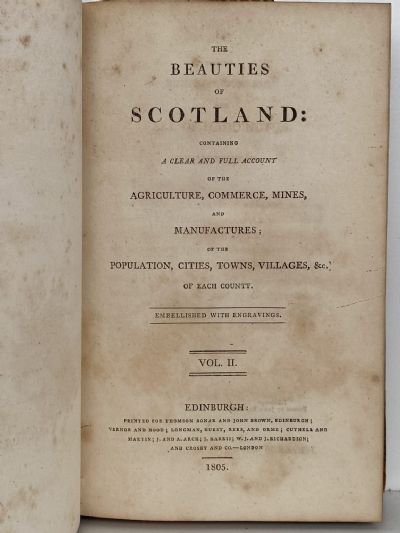 THE
BEAUTIES
OF
SCOTLAND:
CONTAINING
A CLEAR AND FULL ACCOUNT
OF THE
AGRICULTURE, COMMERCE, MINES,
AND
MANUFACTURES;
OF THE
POPULATION, CITIES, TOWNS, VILLAGES, &c.
OF EACH COUNTY.
EMBELLISHED WITH ENGRAVINGS.
VOL. II.
EDINBURGH:
PRINTED FOR THOMSON BONAR AND JOHN BROWN, EDINBURGH;
VERNOR AND HOOD; LONGMAN, HURST, REES, AND ORME; CUTHELL AND
MARTIN; J. AND A. ARCH; J. HARRIS; W. J. AND J. RICHARDSON;
AND CROSBY AND CO.—LONDON
1805.